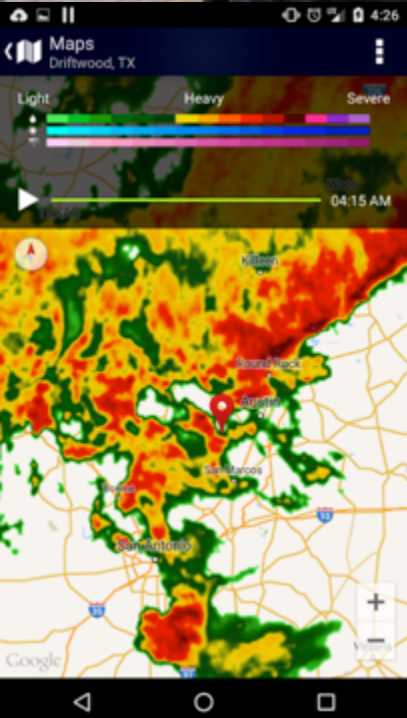 4:26
Maps
Driftwood, TX
Light Heavy Severe
04:15 AM
Killeen
Round Rock
Austin
San Marcos
San Antonio
10
35
37
Google
Victoria